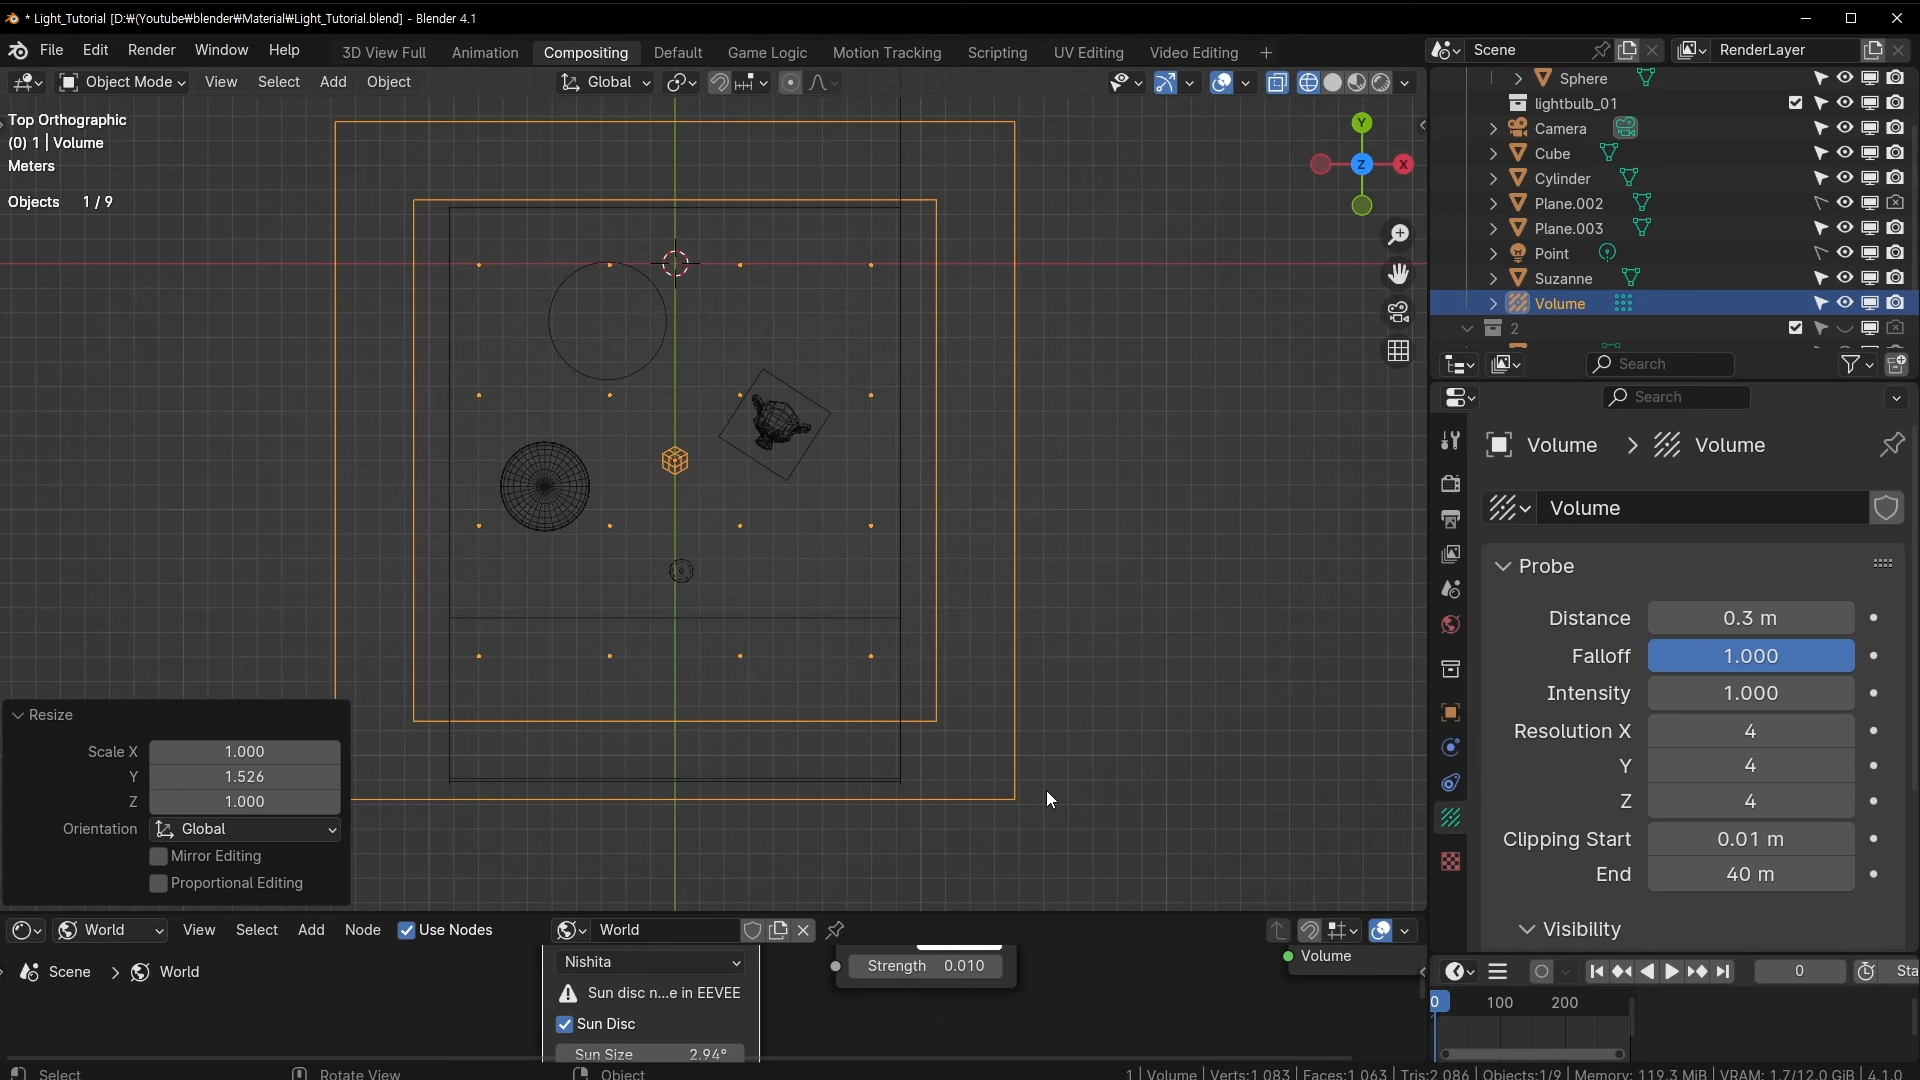 * Light_Tutorial [D:₩(Youtube₩blender₩Material₩Light_Tutorial.blend] - Blender 4.1
File Edit Render Window Help 3D View Full Animation Compositing Default Game Logic Motion Tracking Scripting UV Editing Video Editing + Scene RenderLayer
Object Mode View Select Add Object Global
Top Orthographic
(0) 1 | Volume
Meters
Objects 1 / 9
Y
Z
X
Sphere
lightbulb_01
Camera
Cube
Cylinder
Plane.002
Plane.003
Point
Suzanne
Volume
2
Search
Search
Volume > Volume
Volume
Probe
Distance 0.3 m
Falloff 1.000
Intensity 1.000
Resolution X 4
Y 4
Z 4
Clipping Start 0.01 m
End 40 m
Visibility
Resize
Scale X 1.000
Y 1.526
Z 1.000
Orientation Global
Mirror Editing
Proportional Editing
World View Select Add Node Use Nodes World
Scene > World
Nishita
Sun disc n...e in EEVEE
Sun Disc
Sun Size 2.94°
Strength 0.010
Volume
0 Sta
0 100 200
Select Rotate View Object 1 | Volume | Verts:1,083 | Faces:1,063 | Tris:2,086 | Objects:1/9 | Memory: 119.3 MiB | VRAM: 1.7/12.0 GiB | 4.1.0